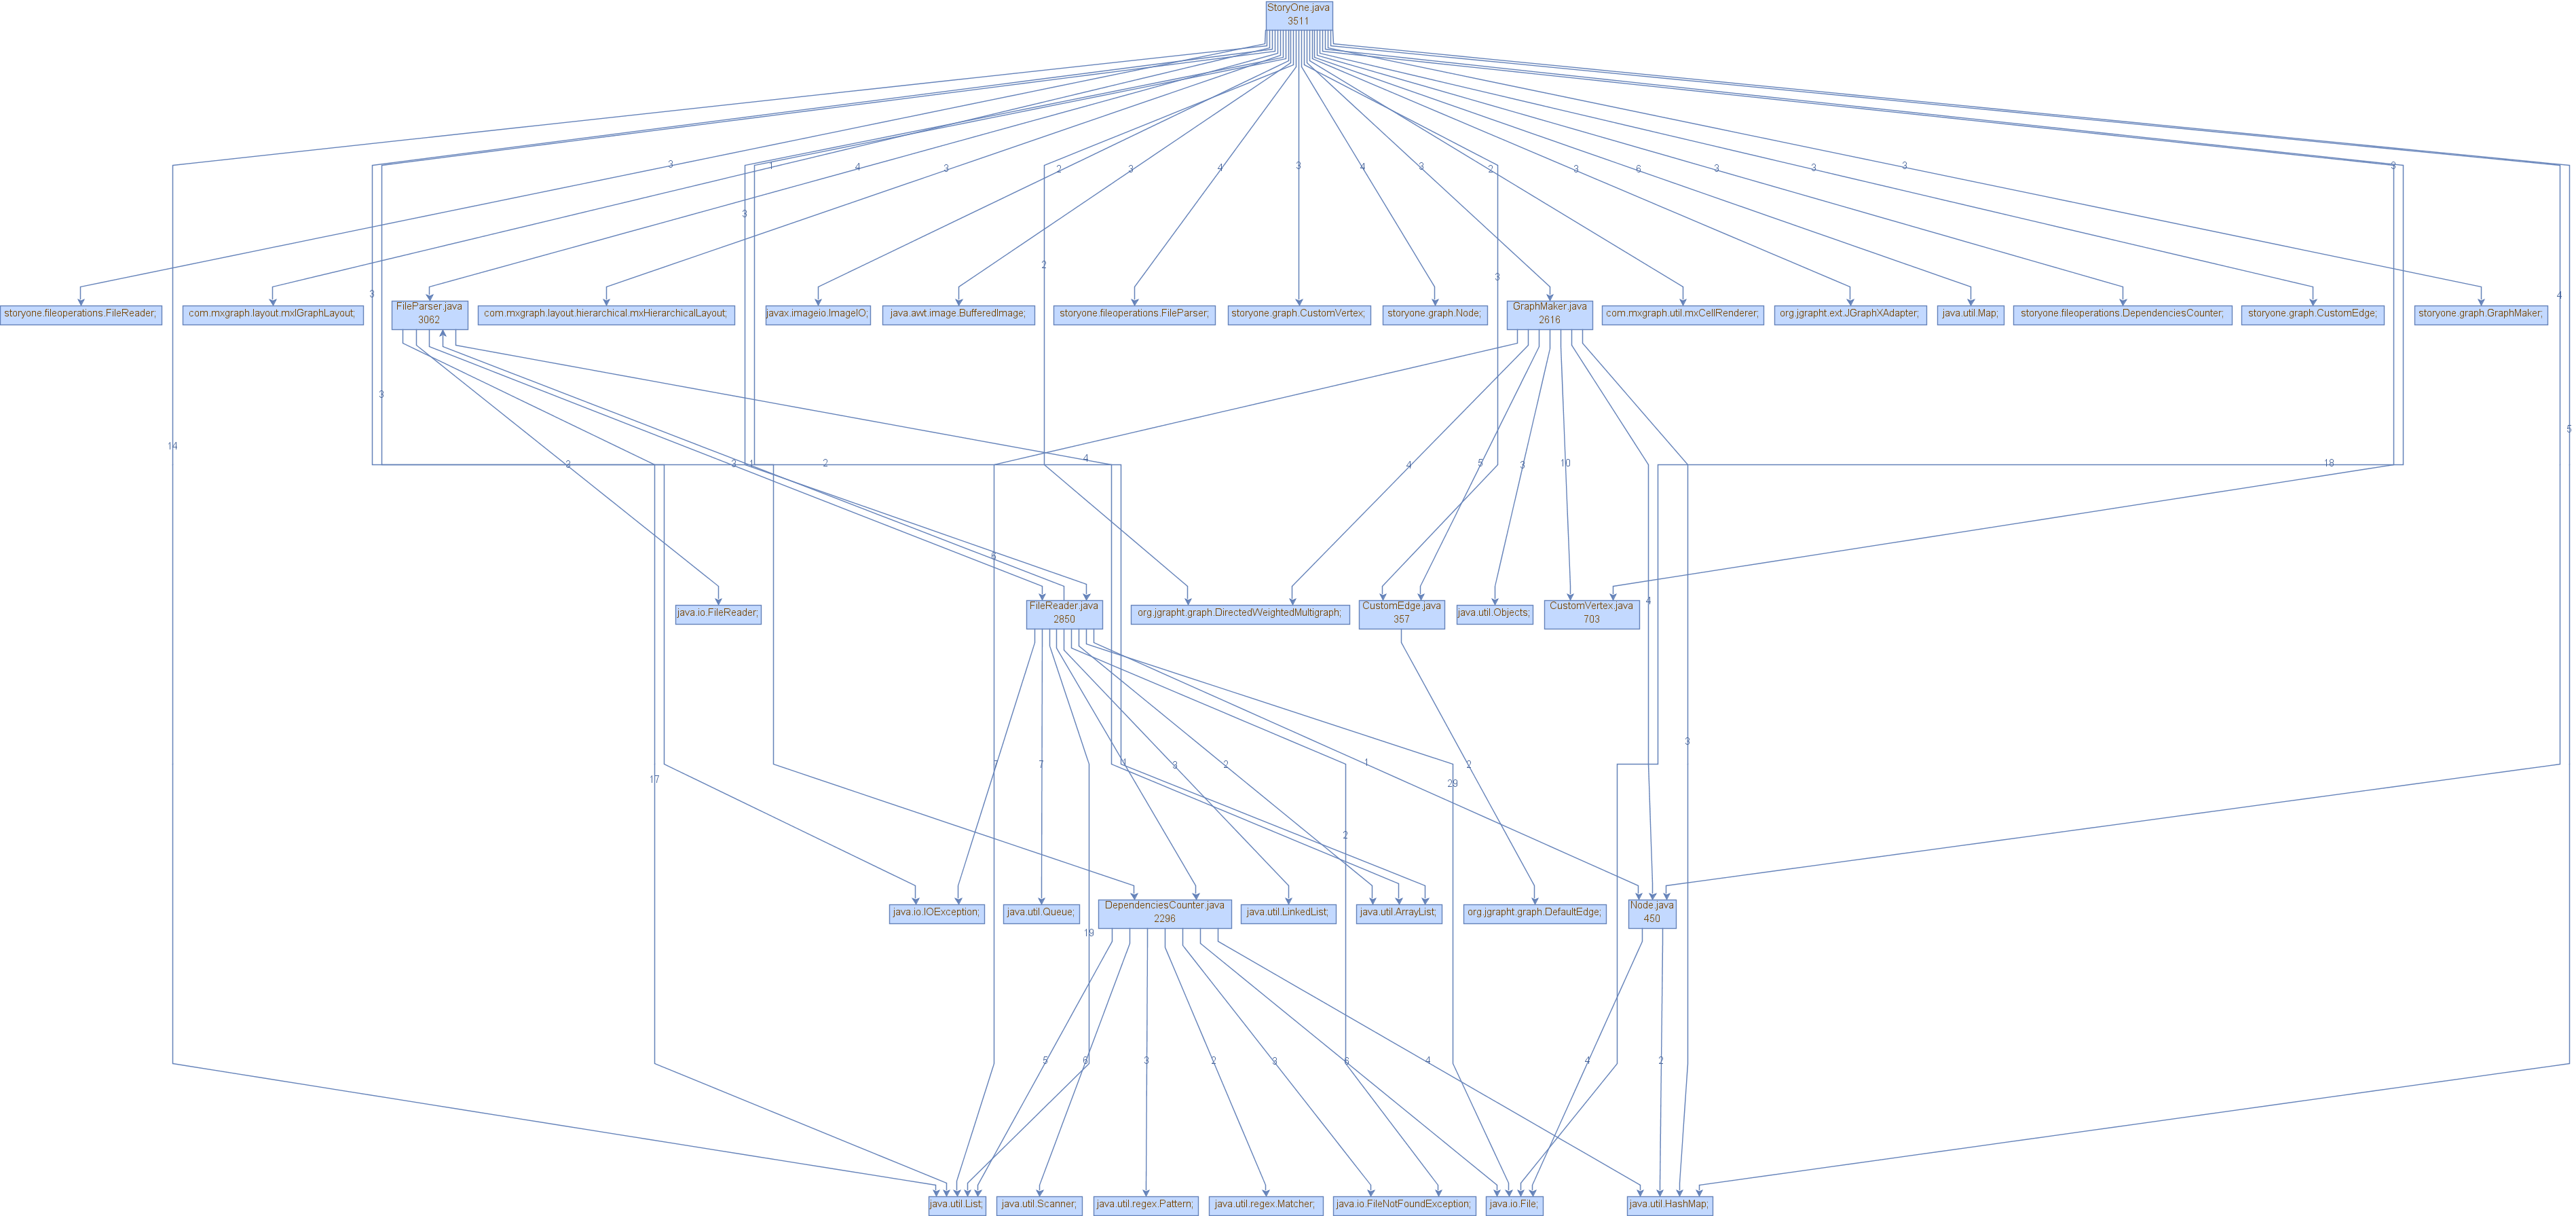 StoryOne.java
3511
3
1
4
3
2
3
4
3
4
3
2
3
6
3
3
3
3
3
2
3
3
4
storyone.fileoperations.FileReader;
com.mxgraph.layout.mxIGraphLayout;
FileParser.java
3062
com.mxgraph.layout.hierarchical.mxHierarchicalLayout;
javax.imageio.ImageIO;
java.awt.image.BufferedImage;
storyone.fileoperations.FileParser;
storyone.graph.CustomVertex;
storyone.graph.Node;
GraphMaker.java
2616
com.mxgraph.util.mxCellRenderer;
org.jgrapht.ext.JGraphXAdapter;
java.util.Map;
storyone.fileoperations.DependenciesCounter;
storyone.graph.CustomEdge;
storyone.graph.GraphMaker;
3
5
14
3
3
1
2
4
4
5
3
10
18
java.io.FileReader;
FileReader.java
2850
org.jgrapht.graph.DirectedWeightedMultigraph;
CustomEdge.java
357
java.util.Objects;
CustomVertex.java
703
4
3
17
7
7
1
3
2
1
2
29
2
java.io.IOException;
java.util.Queue;
DependenciesCounter.java
2296
java.util.LinkedList;
java.util.ArrayList;
org.jgrapht.graph.DefaultEdge;
Node.java
450
19
5
6
3
2
3
6
4
4
2
java.util.List;
java.util.Scanner;
java.util.regex.Pattern;
java.util.regex.Matcher;
java.io.FileNotFoundException;
java.io.File;
java.util.HashMap;